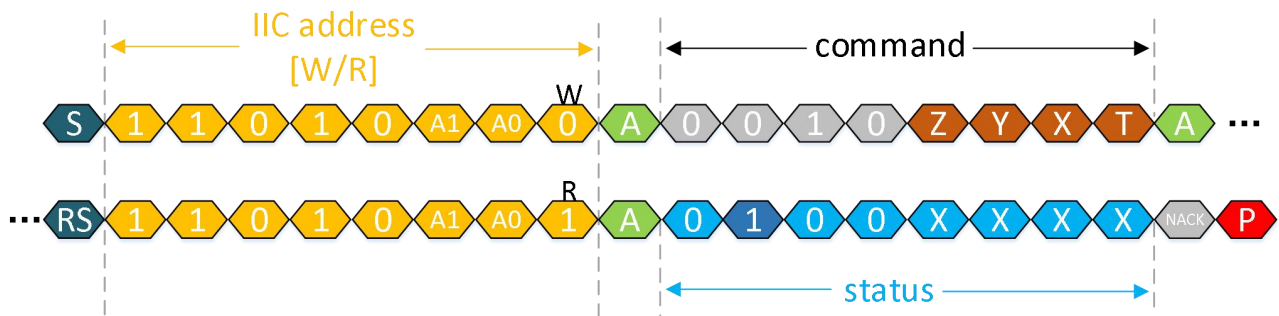 IIC address
[W/R]
command
W
S 1 1 0 1 0 A1 A0 0 A 0 0 1 0 Z Y X T A ...
R
... RS 1 1 0 1 0 A1 A0 1 A 0 1 0 0 X X X X NACK P
status